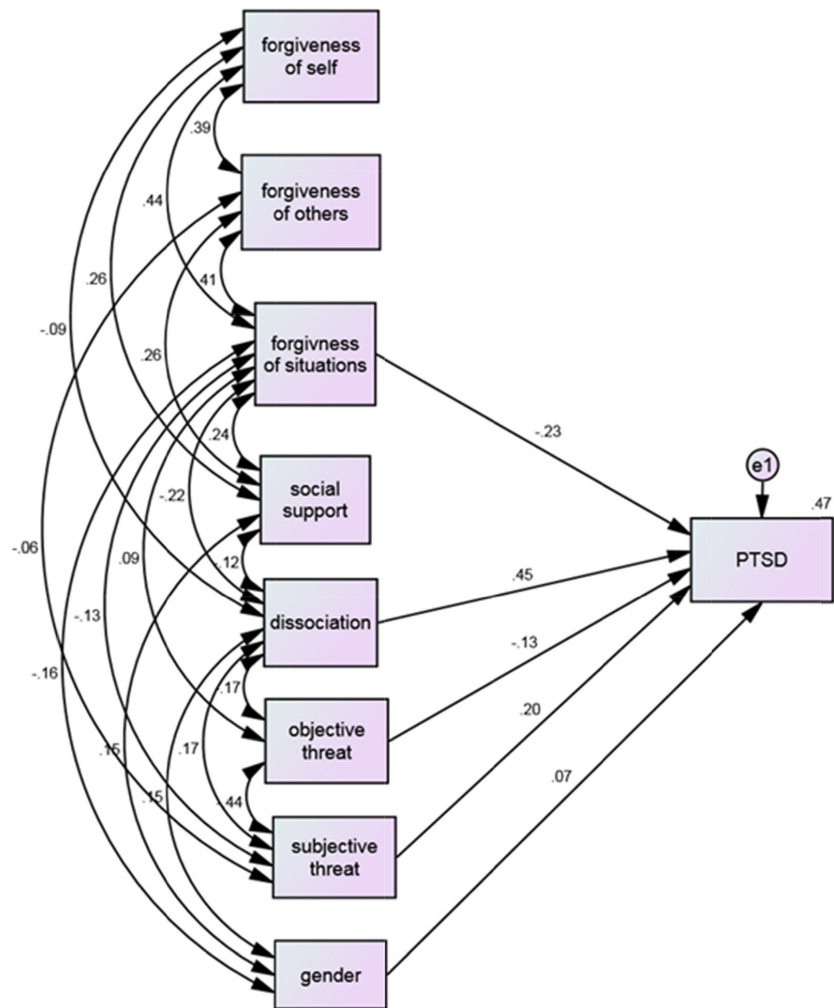 forgiveness
of self
.39
forgiveness
of others
.44
.26
.41
-.09
forgivness
of situations
.26
-.23
.24
e1
social
support
-.22
.47
PTSD
-.06
.09
-.12
.45
dissociation
-.13
-.13
-.16
-.17
.20
objective
threat
.15
.17
.07
.15
-.44
subjective
threat
gender